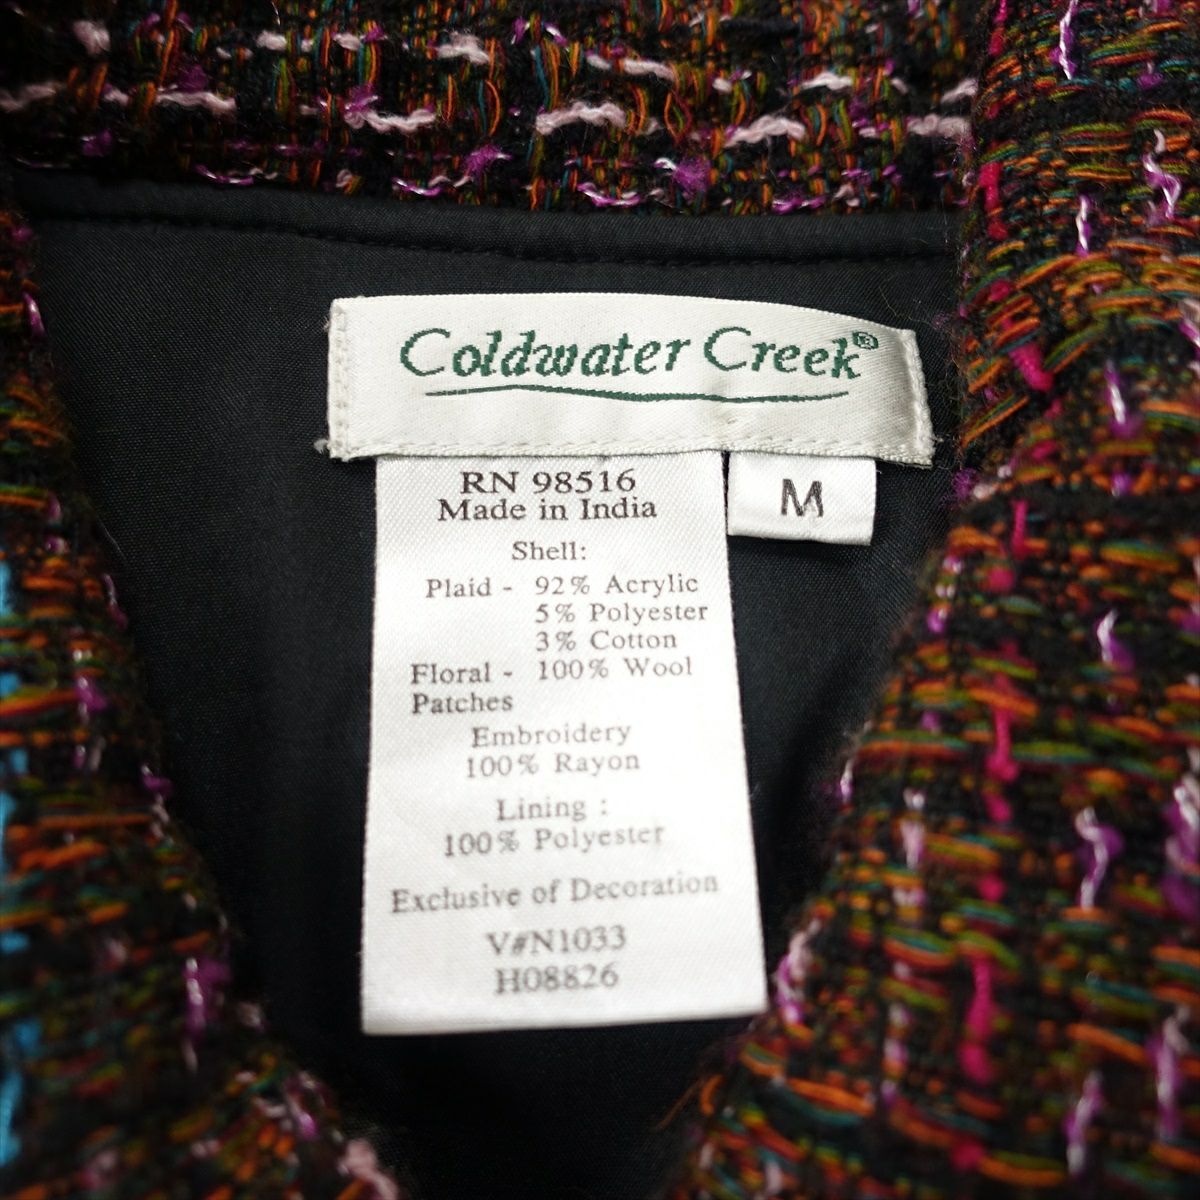 Coldwater Creek®
M
RN 98516
Made in India
Shell:
Plaid - 92% Acrylic
5% Polyester
3% Cotton
Floral - 100% Wool
Patches
Embroidery
100% Rayon
Lining :
100% Polyester
Exclusive of Decoration
V#N1033
H08826